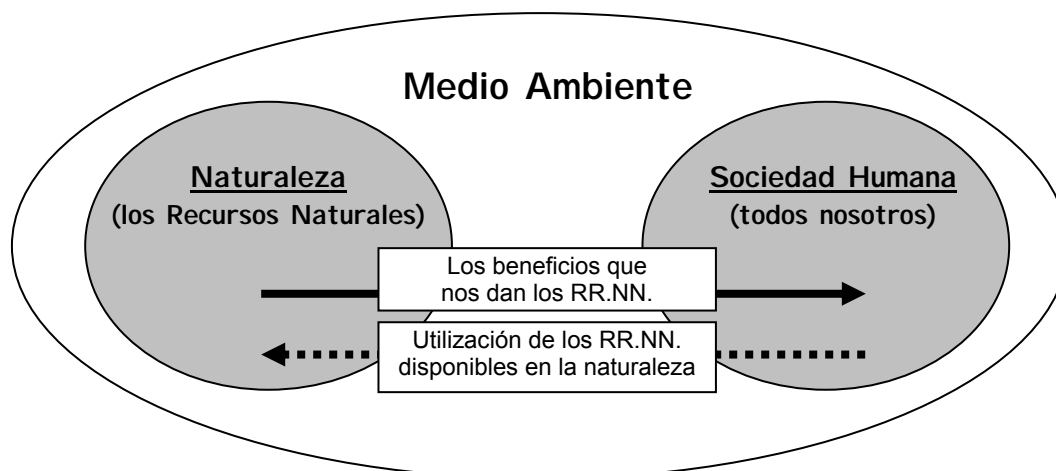 Medio Ambiente
Naturaleza
(los Recursos Naturales)
Sociedad Humana
(todos nosotros)
Los beneficios que
nos dan los RR.NN.
Utilización de los RR.NN.
disponibles en la naturaleza